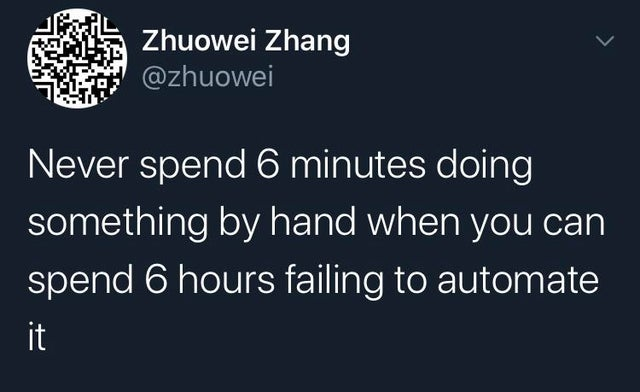 Zhuowei Zhang
@zhuowei
Never spend 6 minutes doing
something by hand when you can
spend 6 hours failing to automate
it